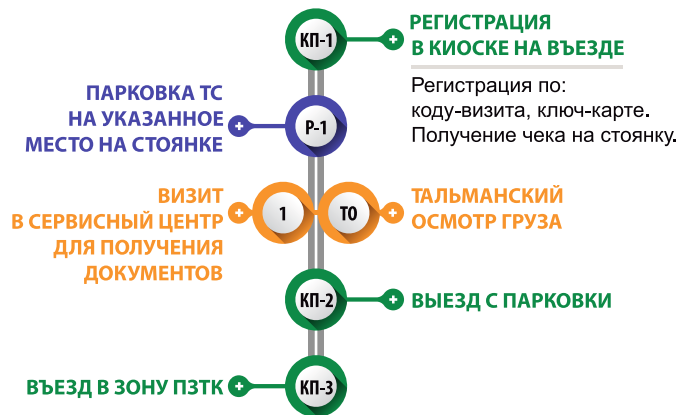 КП-1
РЕГИСТРАЦИЯ
В КИОСКЕ НА ВЪЕЗДЕ
Регистрация по:
коду-визита, ключ-карте.
Получение чека на стоянку.
ПАРКОВКА ТС
НА УКАЗАННОЕ
МЕСТО НА СТОЯНКЕ
Р-1
ВИЗИТ
В СЕРВИСНЫЙ ЦЕНТР
ДЛЯ ПОЛУЧЕНИЯ
ДОКУМЕНТОВ
1
ТО
ТАЛЬМАНСКИЙ
ОСМОТР ГРУЗА
КП-2
ВЫЕЗД С ПАРКОВКИ
ВЪЕЗД В ЗОНУ ПЗТК
КП-3